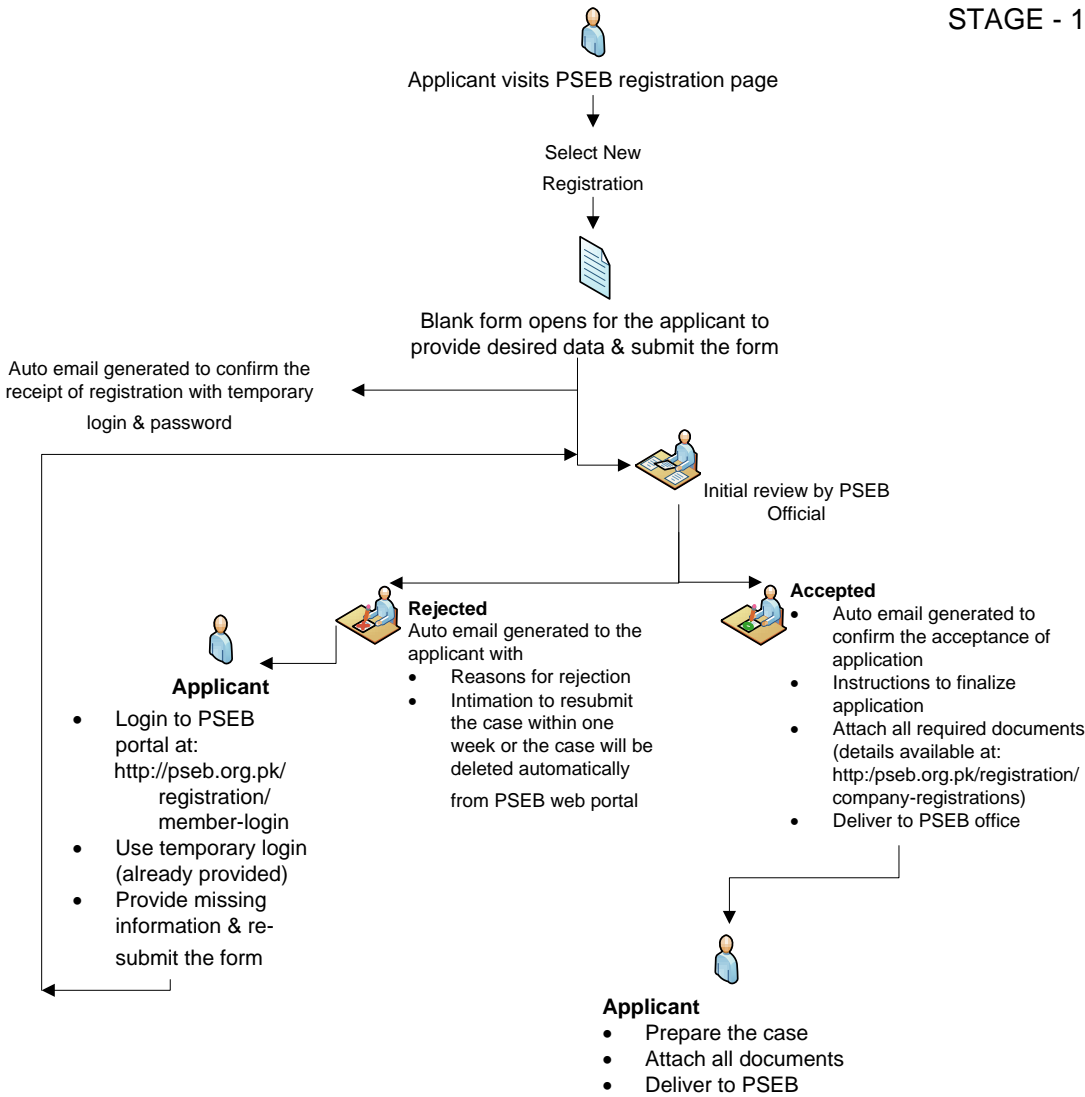 STAGE - 1
Applicant visits PSEB registration page
Select New
Registration
Blank form opens for the applicant to
provide desired data & submit the form
Auto email generated to confirm the
receipt of registration with temporary
login & password
Initial review by PSEB
Official
Rejected
Auto email generated to the
applicant with
• Reasons for rejection
• Intimation to resubmit
the case within one
week or the case will be
deleted automatically
from PSEB web portal
Applicant
• Login to PSEB
portal at:
http://pseb.org.pk/
registration/
member-login
• Use temporary login
(already provided)
• Provide missing
information & re-
submit the form
Accepted
• Auto email generated to
confirm the acceptance of
application
• Instructions to finalize
application
• Attach all required documents
(details available at:
http:/pseb.org.pk/registration/
company-registrations)
• Deliver to PSEB office
Applicant
• Prepare the case
• Attach all documents
• Deliver to PSEB